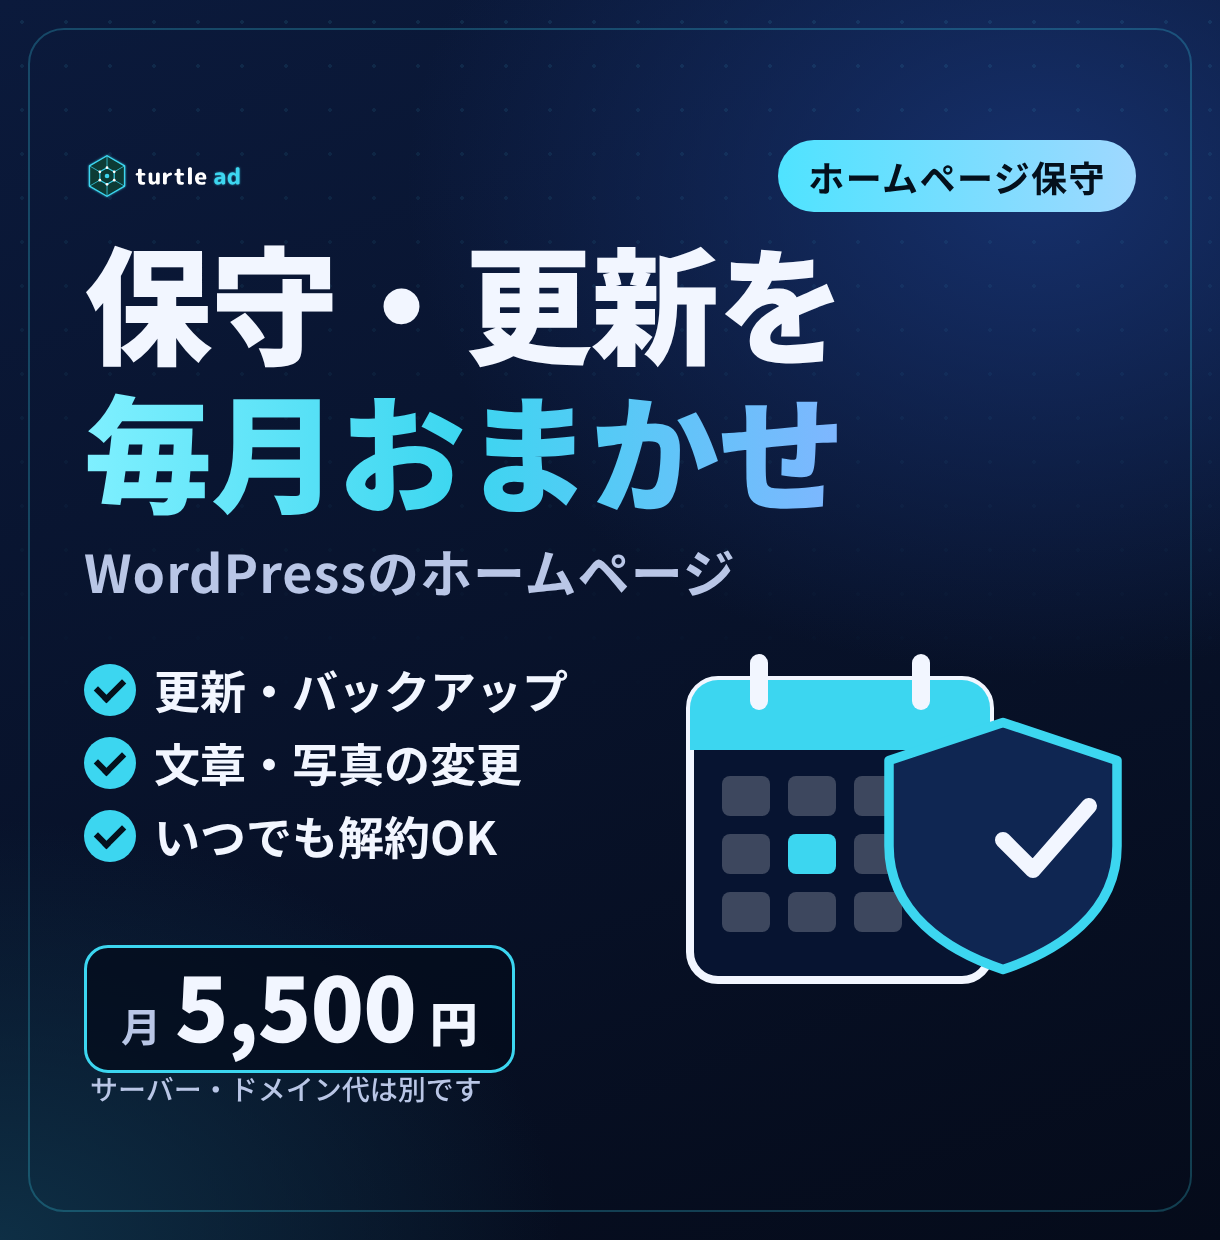 turtle ad
ホームページ保守
保守・更新を
毎月おまかせ
WordPressのホームページ
更新・バックアップ
文章・写真の変更
いつでも解約OK
月 5,500 円
サーバー・ドメイン代は別です